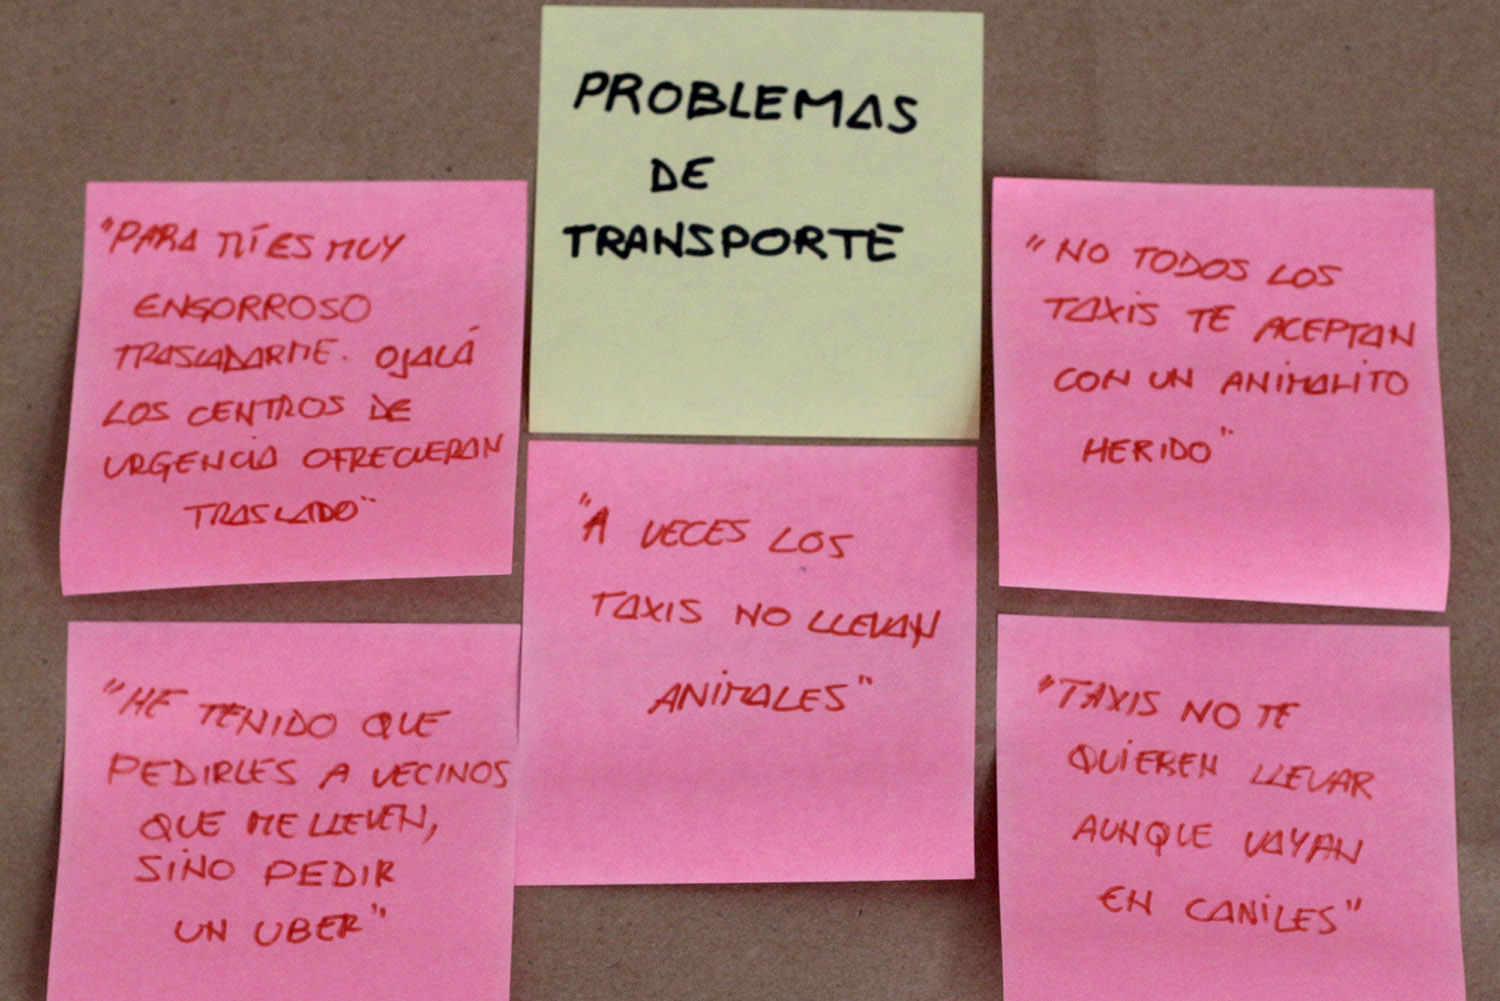 PROBLEMAS
DE
TRANSPORTE
"PARA MÍ ES MUY
ENGORROSO
TRASLADARME. OJALÁ
LOS CENTROS DE
URGENCIA OFRECIERAN
TRASLADO"
"A VECES LOS
TAXIS NO LLEVAN
ANIMALES"
"NO TODOS LOS
TAXIS TE ACEPTAN
CON UN ANIMALITO
HERIDO"
"HE TENIDO QUE
PEDIRLES A VECINOS
QUE ME LLEVEN,
SINO PEDIR
UN UBER"
"TAXIS NO TE
QUIEREN LLEVAR
AUNQUE VAYAN
EN CANILES"